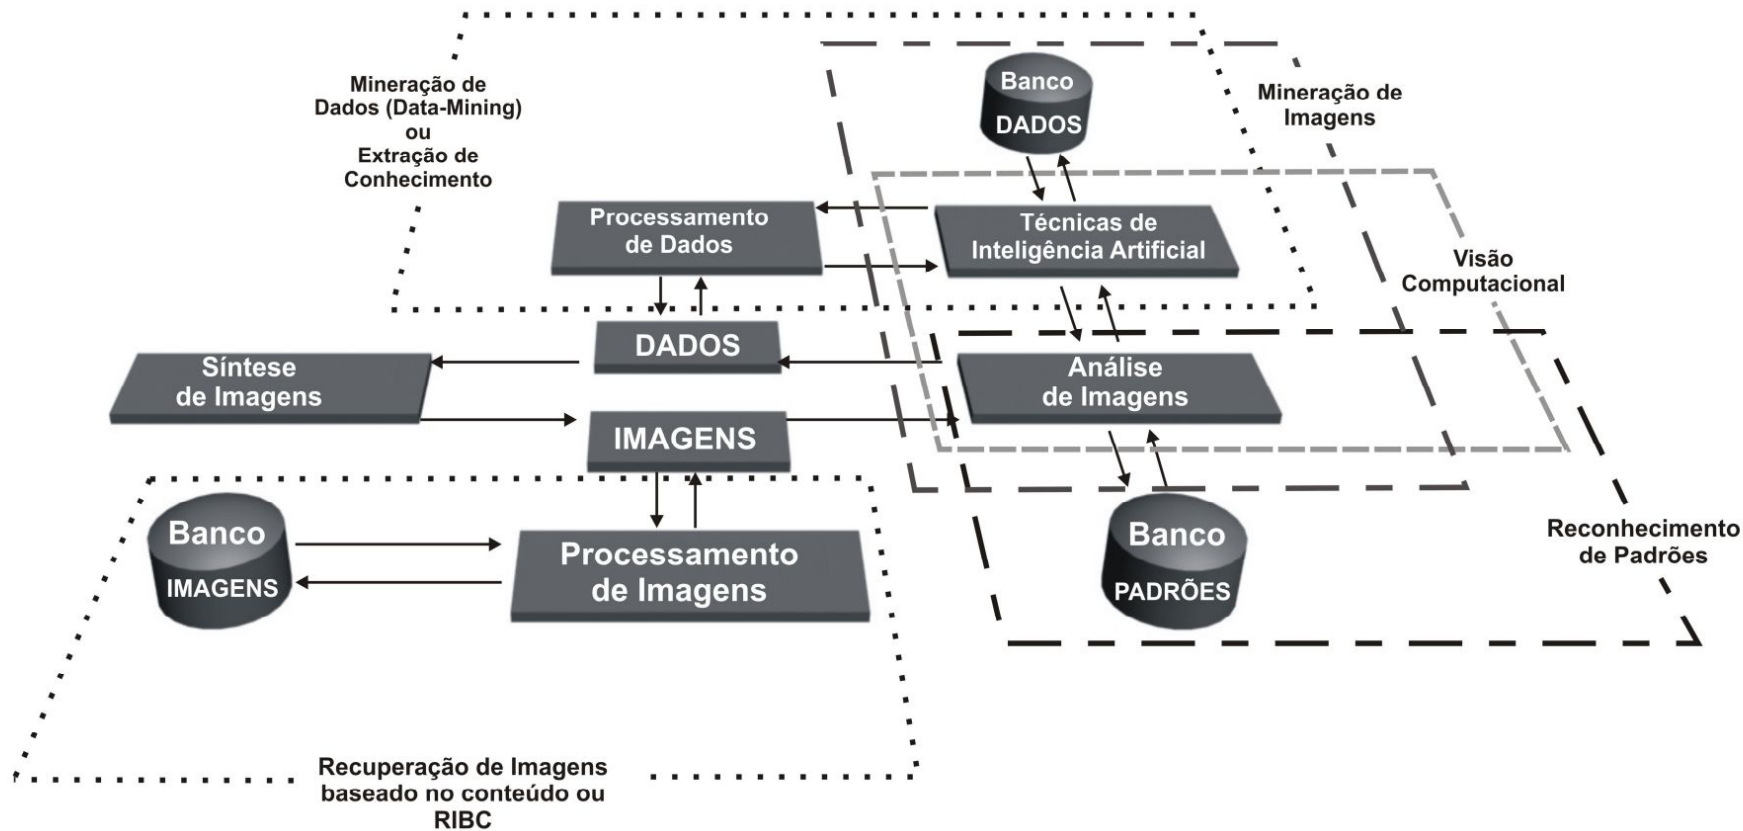 Mineração de
Dados (Data-Mining)
ou
Extração de
Conhecimento
Banco
DADOS
Mineração de
Imagens
Processamento
de Dados
Técnicas de
Inteligência Artificial
Visão
Computacional
DADOS
Síntese
de Imagens
Análise
de Imagens
IMAGENS
Banco
IMAGENS
Processamento
de Imagens
Banco
PADRÕES
Reconhecimento
de Padrões
Recuperação de Imagens
baseado no conteúdo ou
RIBC